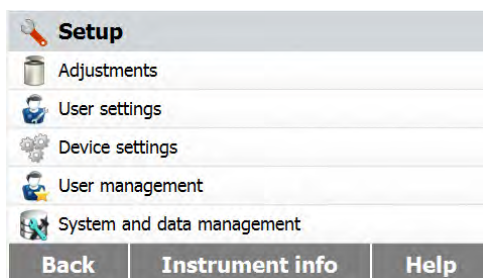 Setup
Adjustments
User settings
Device settings
User management
System and data management
Back Instrument info Help